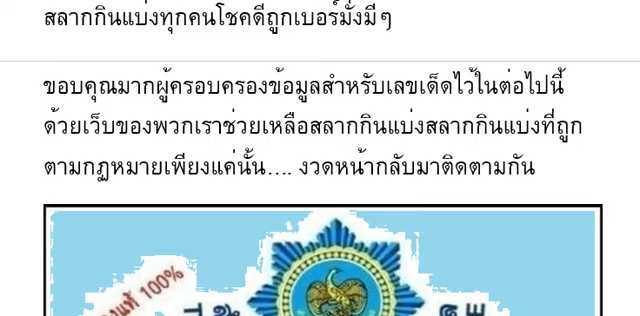 สลากกินแบ่งทุกคนโชคดีถูกเบอร์มั่งมีๆ
ขอบคุณมากผู้ครอบครองข้อมูลสำหรับเลขเด็ดไว้ในต่อไปนี้
ด้วยเว็บของพวกเราช่วยเหลือสลากกินแบ่งสลากกินแบ่งที่ถูก
ตามกฏหมายเพียงแค่นั้น…. งวดหน้ากลับมาติดตามกัน
100%